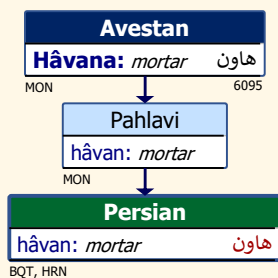 Avestan
Hâvana: mortar هاون
MON 6095
Pahlavi
hâvan: mortar
MON
Persian
hâvan: mortar هاون
BQT, HRN